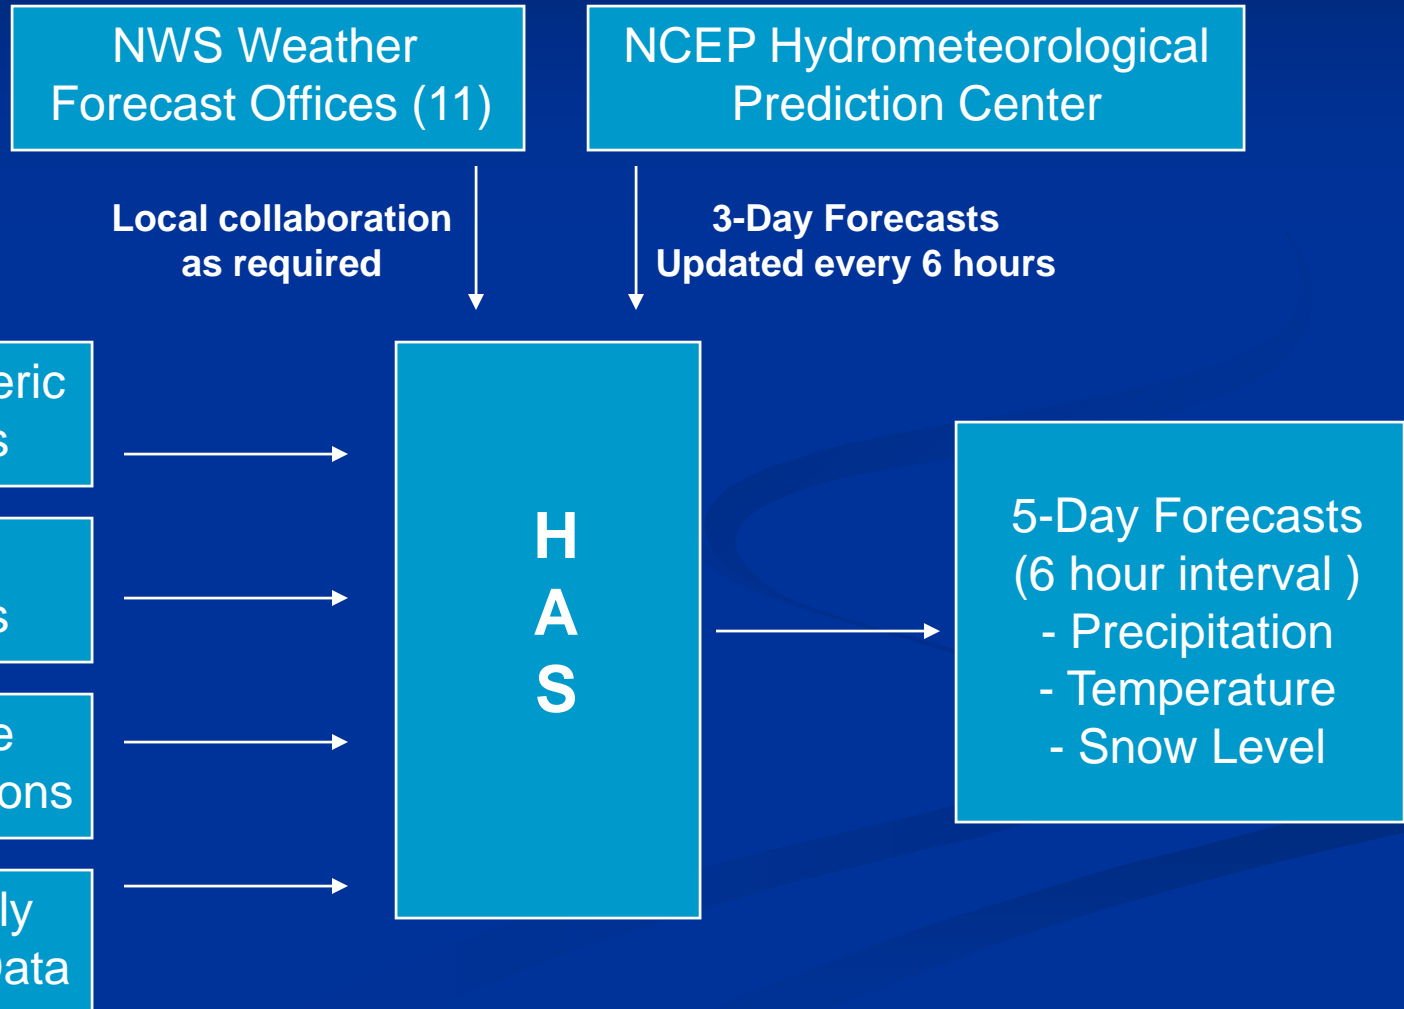 NWS Weather
Forecast Offices (11)
NCEP Hydrometeorological
Prediction Center
Local collaboration
as required
3-Day Forecasts
Updated every 6 hours
H
A
S
5-Day Forecasts
(6 hour interval )
- Precipitation
- Temperature
- Snow Level